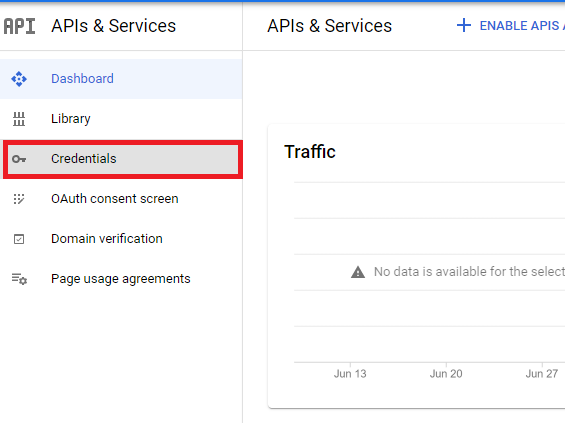 API APIs & Services
Dashboard
Library
Credentials
OAuth consent screen
Domain verification
Page usage agreements
APIs & Services
ENABLE APIS
Traffic
No data is available for the select
Jun 13 Jun 20 Jun 27